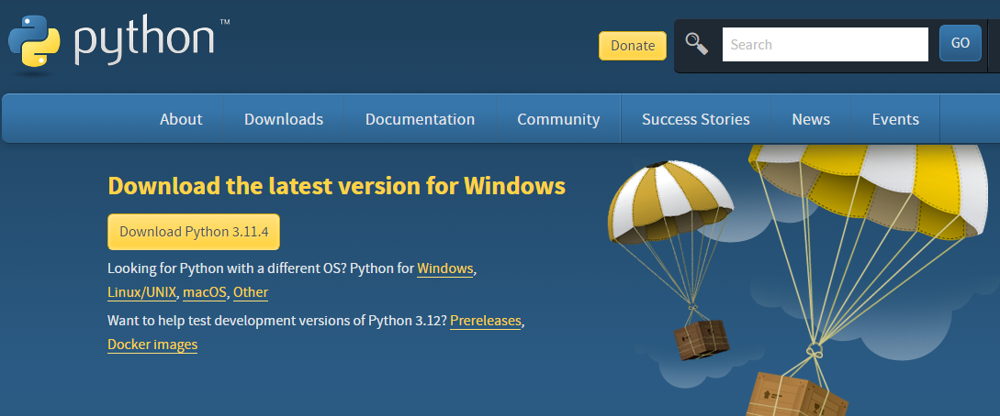 python™
Donate
Search
GO
About Downloads Documentation Community Success Stories News Events
Download the latest version for Windows
Download Python 3.11.4
Looking for Python with a different OS? Python for Windows,
Linux/UNIX, macOS, Other
Want to help test development versions of Python 3.12? Prereleases,
Docker images